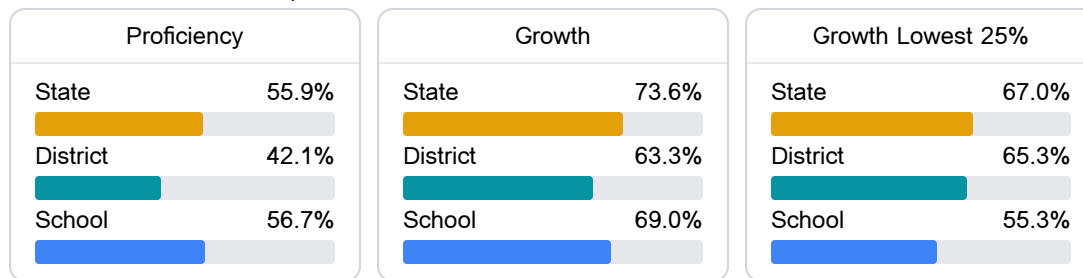 Proficiency
State 55.9%
District 42.1%
School 56.7%
Growth
State 73.6%
District 63.3%
School 69.0%
Growth Lowest 25%
State 67.0%
District 65.3%
School 55.3%